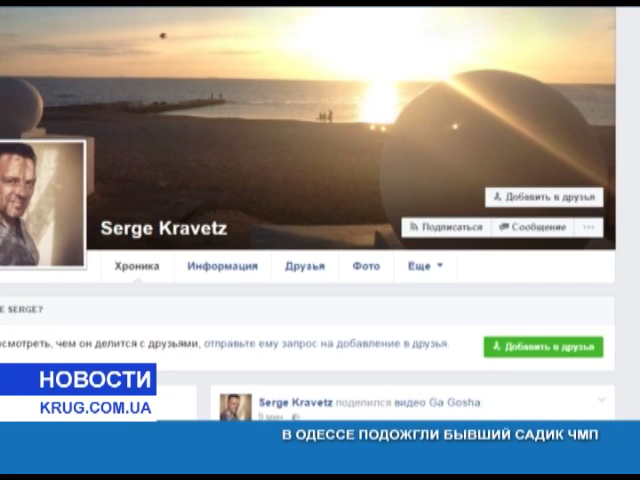 Добавить в друзья
Serge Kravetz
Подписаться Сообщение ...
Хроника Информация Друзья Фото Еще
E SERGE?
осмотреть, чем он делится с друзьями, отправьте ему запрос на добавление в друзья.
Добавить в друзья
НОВОСТИ
Serge Kravetz поделился видео Ga Gosha.
KRUG.COM.UA
9 мин
В ОДЕССЕ ПОДОЖГЛИ БЫВШИЙ САДИК ЧМП